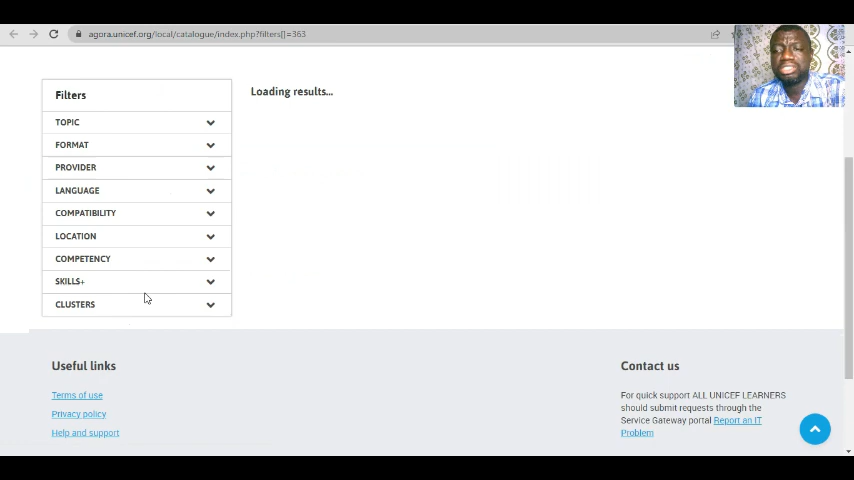 agora.unicef.org/local/catalogue/index.php?filters[]=363
Filters
Loading results...
TOPIC
FORMAT
PROVIDER
LANGUAGE
COMPATIBILITY
LOCATION
COMPETENCY
SKILLS+
CLUSTERS
Useful links
Terms of use
Privacy policy
Help and support
Contact us
For quick support ALL UNICEF LEARNERS
should submit requests through the
Service Gateway portal Report an IT
Problem